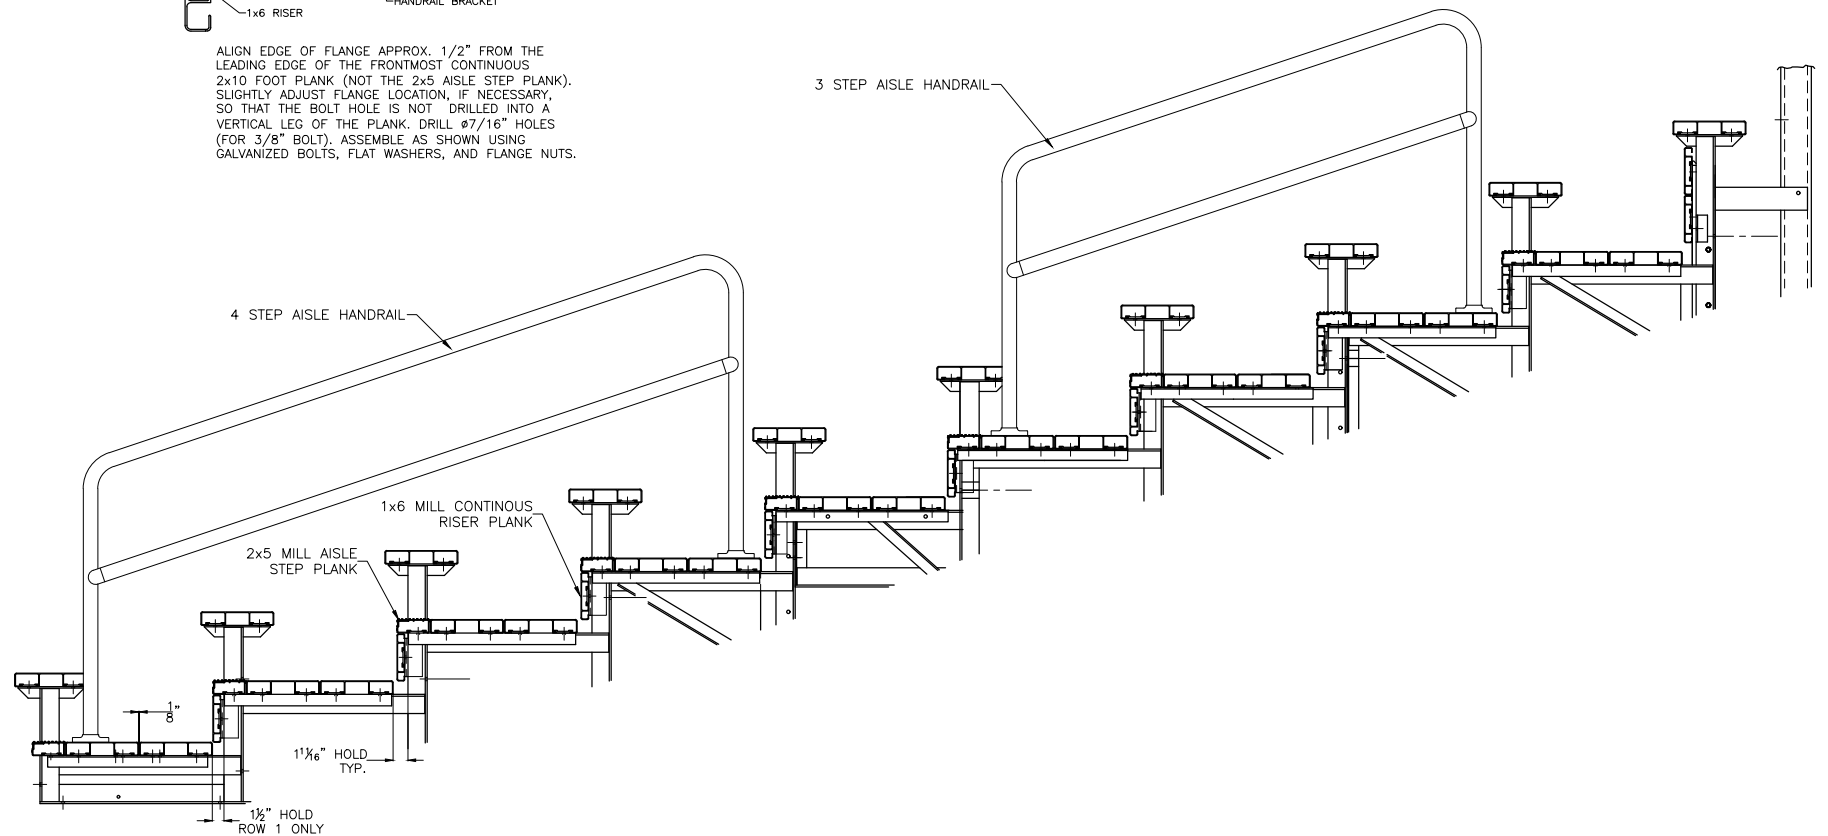 HANDRAIL BRACKET
1x6 RISER
ALIGN EDGE OF FLANGE APPROX. 1/2" FROM THE
LEADING EDGE OF THE FRONTMOST CONTINUOUS
2x10 FOOT PLANK (NOT THE 2x5 AISLE STEP PLANK).
SLIGHTLY ADJUST FLANGE LOCATION, IF NECESSARY,
SO THAT THE BOLT HOLE IS NOT DRILLED INTO A
VERTICAL LEG OF THE PLANK. DRILL ø7/16" HOLES
(FOR 3/8" BOLT). ASSEMBLE AS SHOWN USING
GALVANIZED BOLTS, FLAT WASHERS, AND FLANGE NUTS.
3 STEP AISLE HANDRAIL
4 STEP AISLE HANDRAIL
1x6 MILL CONTINOUS
RISER PLANK
2x5 MILL AISLE
STEP PLANK
1/8"
1 11/16" HOLD
TYP.
1 1/2" HOLD
ROW 1 ONLY